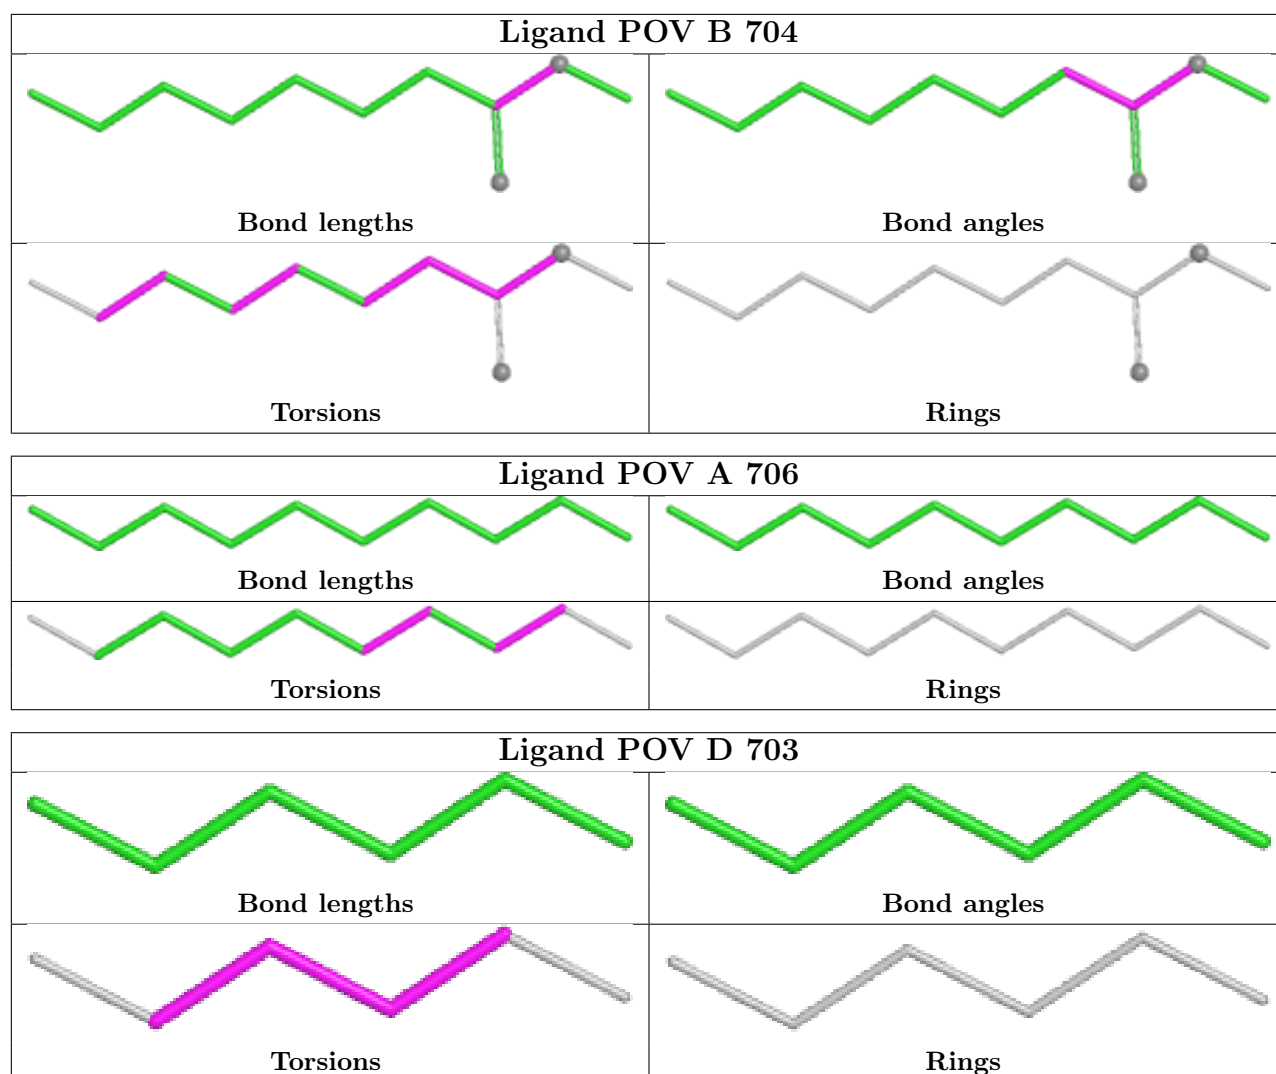 Ligand POV B 704
Bond lengths
Bond angles
Torsions
Rings
Ligand POV A 706
Bond lengths
Bond angles
Torsions
Rings
Ligand POV D 703
Bond lengths
Bond angles
Torsions
Rings